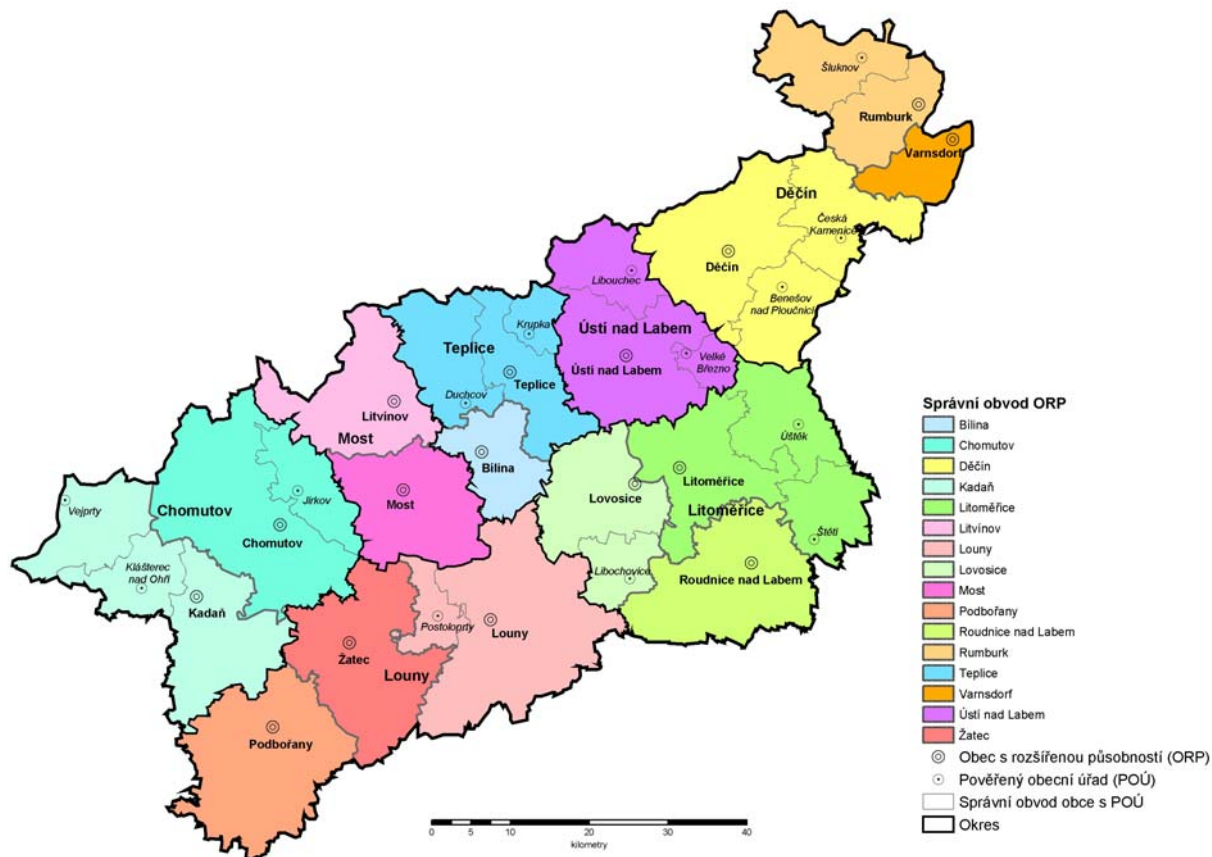 Šluknov
Rumburk
Varnsdorf
Děčín
Česká
Kamenice
Děčín
Benešov
nad Ploučnicí
Libouchec
Ústí nad Labem
Ústí nad Labem
Velké
Březno
Krupka
Teplice
Teplice
Duchcov
Litvínov
Most
Bílina
Most
Úštěk
Litoměřice
Lovosice
Litoměřice
Štětí
Libochovice
Roudnice nad Labem
Vejprty
Jirkov
Chomutov
Chomutov
Klášterec
nad Ohří
Kadaň
Postoloprty
Louny
Žatec
Louny
Podbořany
Správní obvod ORP
Bílina
Chomutov
Děčín
Kadaň
Litoměřice
Litvínov
Louny
Lovosice
Most
Podbořany
Roudnice nad Labem
Rumburk
Teplice
Varnsdorf
Ústí nad Labem
Žatec
Obec s rozšířenou působností (ORP)
Pověřený obecní úřad (POÚ)
Správní obvod obce s POÚ
Okres
0 5 10 20 30 40
kilometry